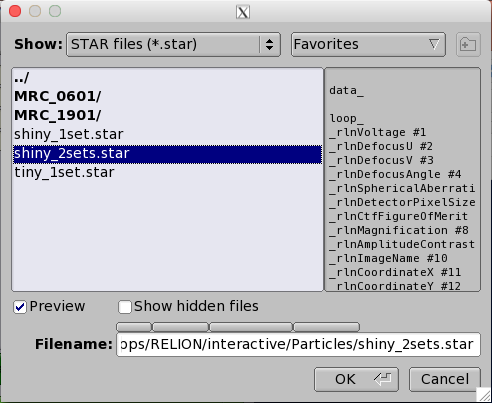 X
Show: STAR files (*.star) Favorites
../
MRC_0601/
MRC_1901/
shiny_1set.star
shiny_2sets.star
tiny_1set.star
data_
loop_
_rlnVoltage #1
_rlnDefocusU #2
_rlnDefocusV #3
_rlnDefocusAngle #4
_rlnSphericalAberrati
_rlnDetectorPixelSize
_rlnCtfFigureOfMerit
_rlnMagnification #8
_rlnAmplitudeContrast
_rlnImageName #10
_rlnCoordinateX #11
_rlnCoordinateY #12
Preview Show hidden files
Filename: ops/RELION/interactive/Particles/shiny_2sets.star
OK Cancel